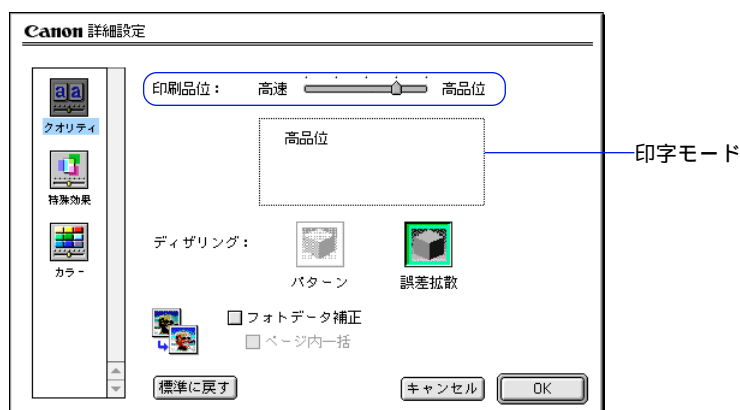 Canon 詳細設定
印刷品位： 高速 高品位
aa
クオリティ
高品位
印字モード
特殊効果
ディザリング：
パターン 誤差拡散
カラー
フォトデータ補正
ページ内一括
標準に戻す キャンセル OK